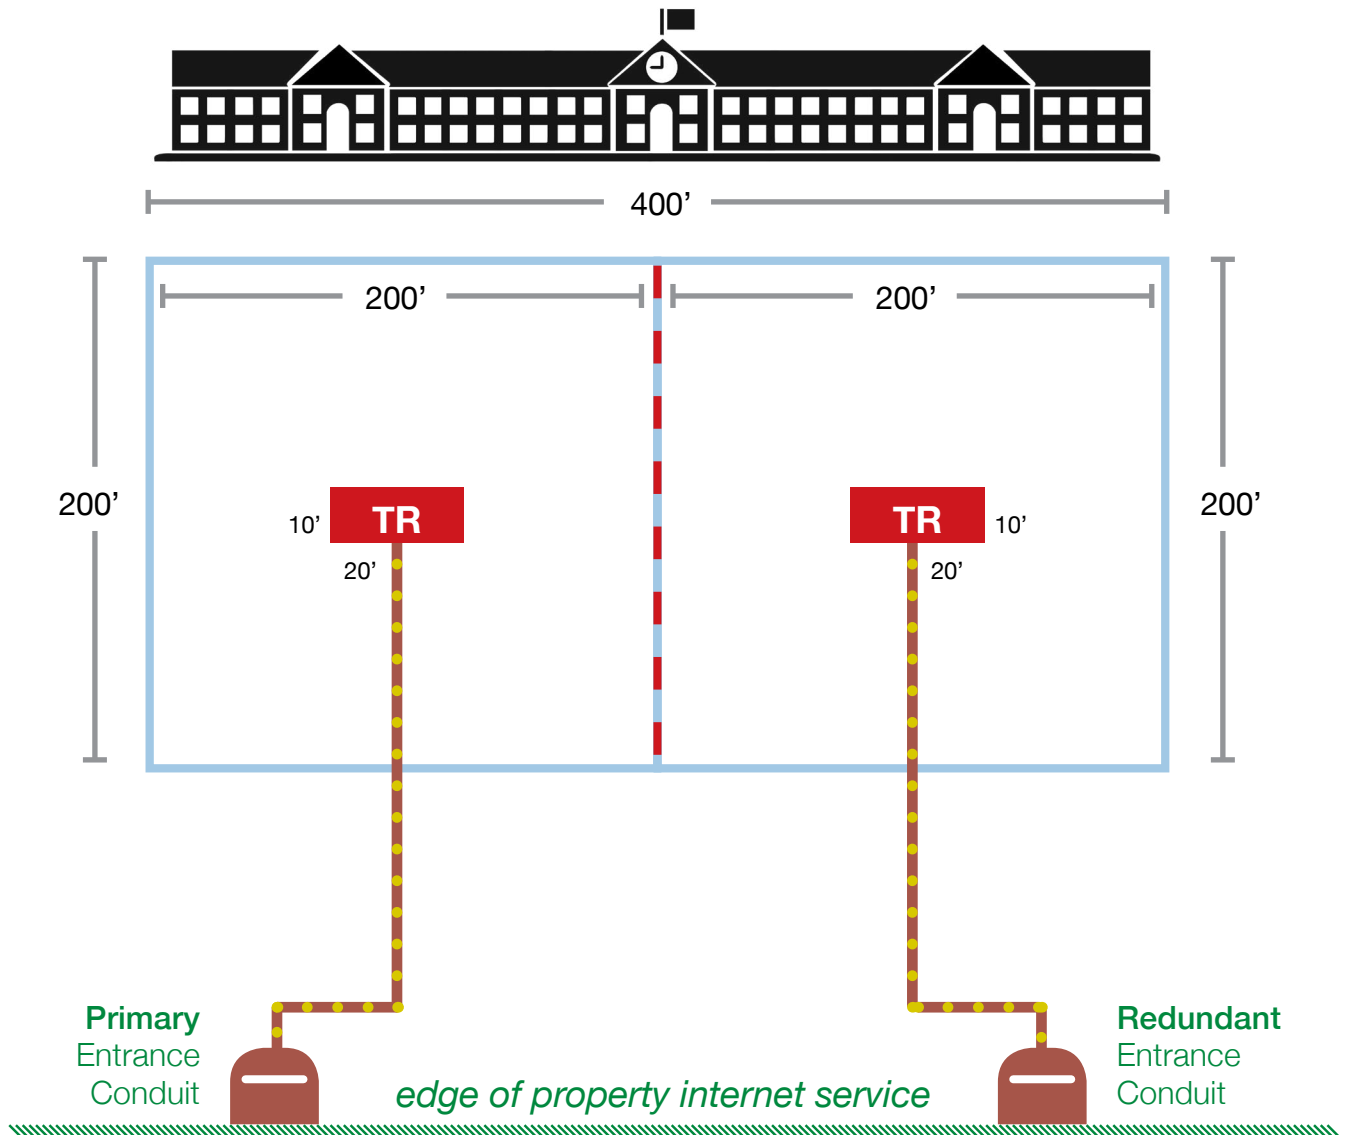 400’
200’
200’
200’
200’
TR
10’
20’
TR
10’
20’
Primary
Entrance
Conduit
edge of property internet service
Redundant
Entrance
Conduit